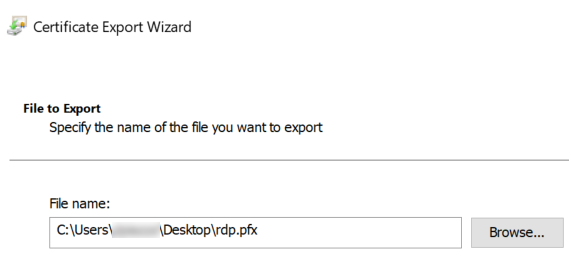 Certificate Export Wizard
File to Export
Specify the name of the file you want to export
File name:
C:\Users\ \Desktop\rdp.pfx
Browse...